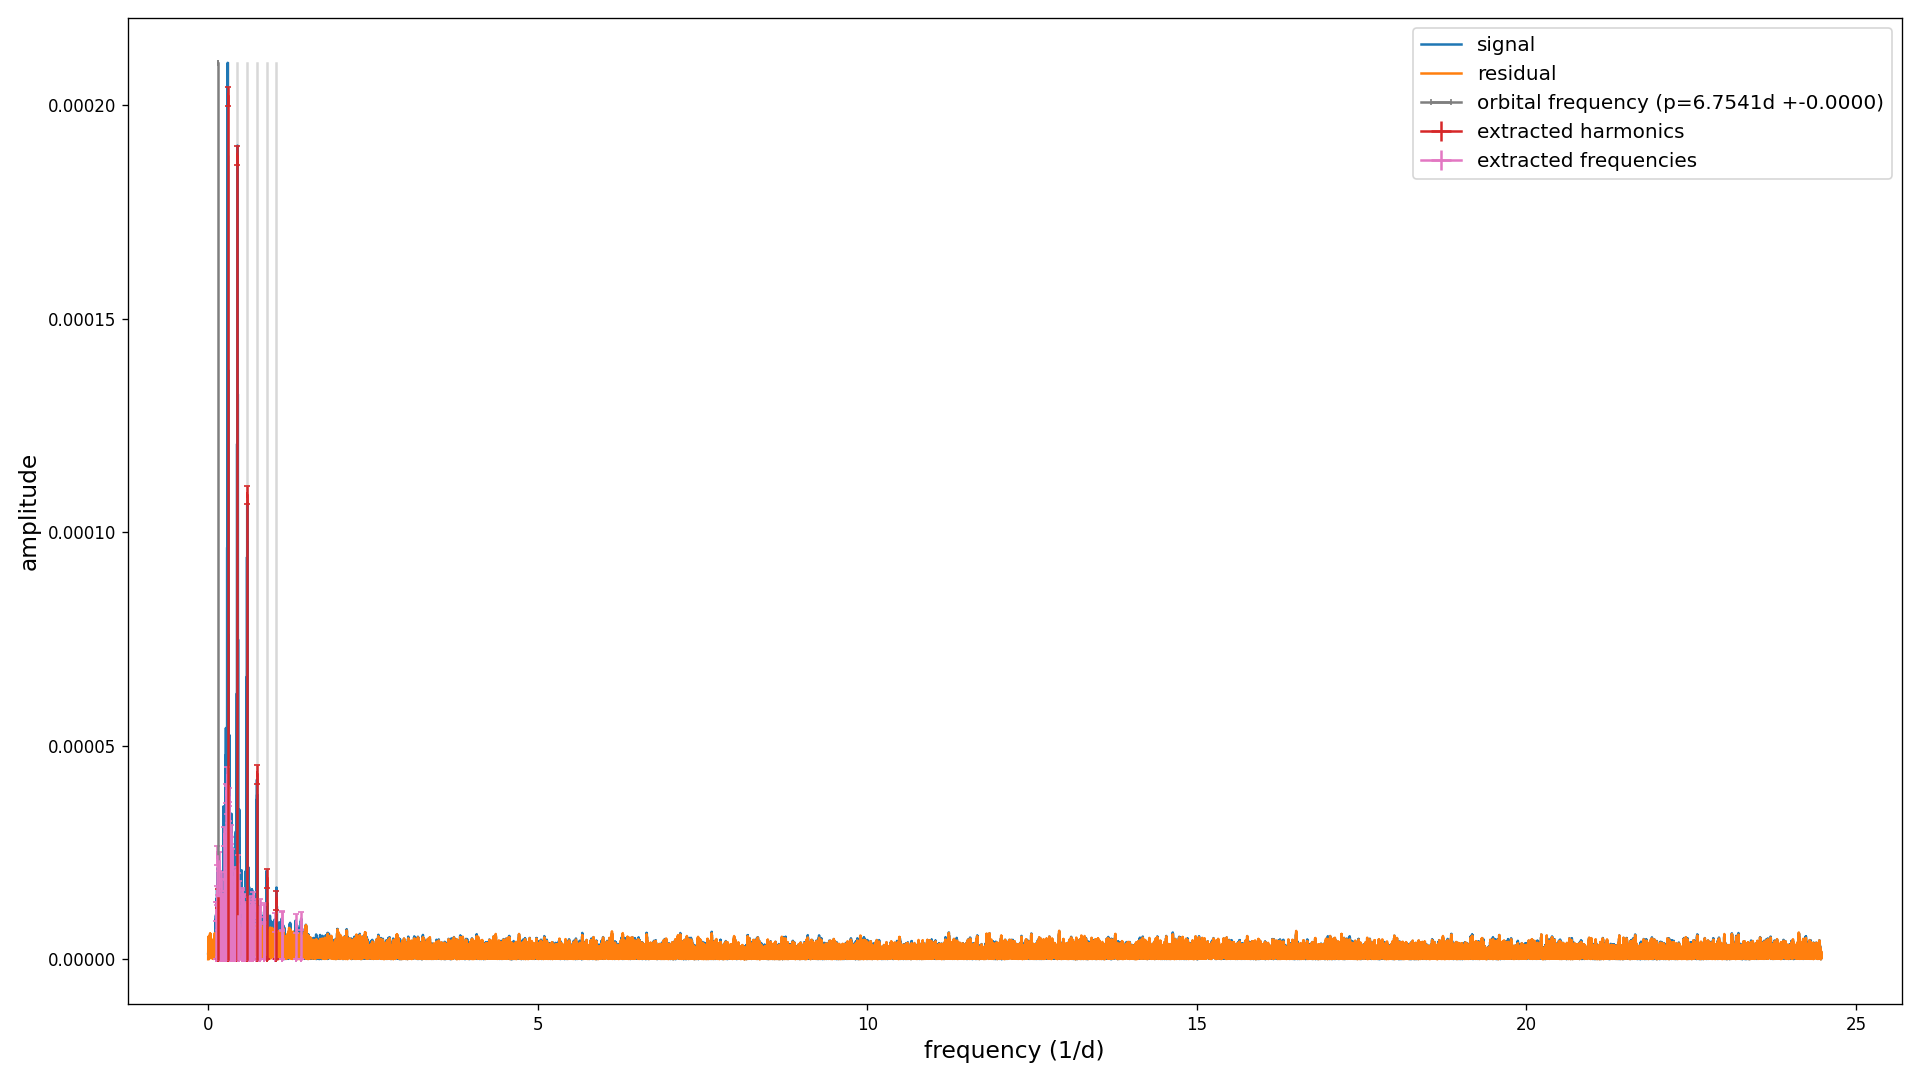 signal
residual
orbital frequency (p=6.7541d +-0.0000)
extracted harmonics
extracted frequencies
0.00020
0.00015
0.00010
0.00005
0.00000
amplitude
0 5 10 15 20 25
frequency (1/d)